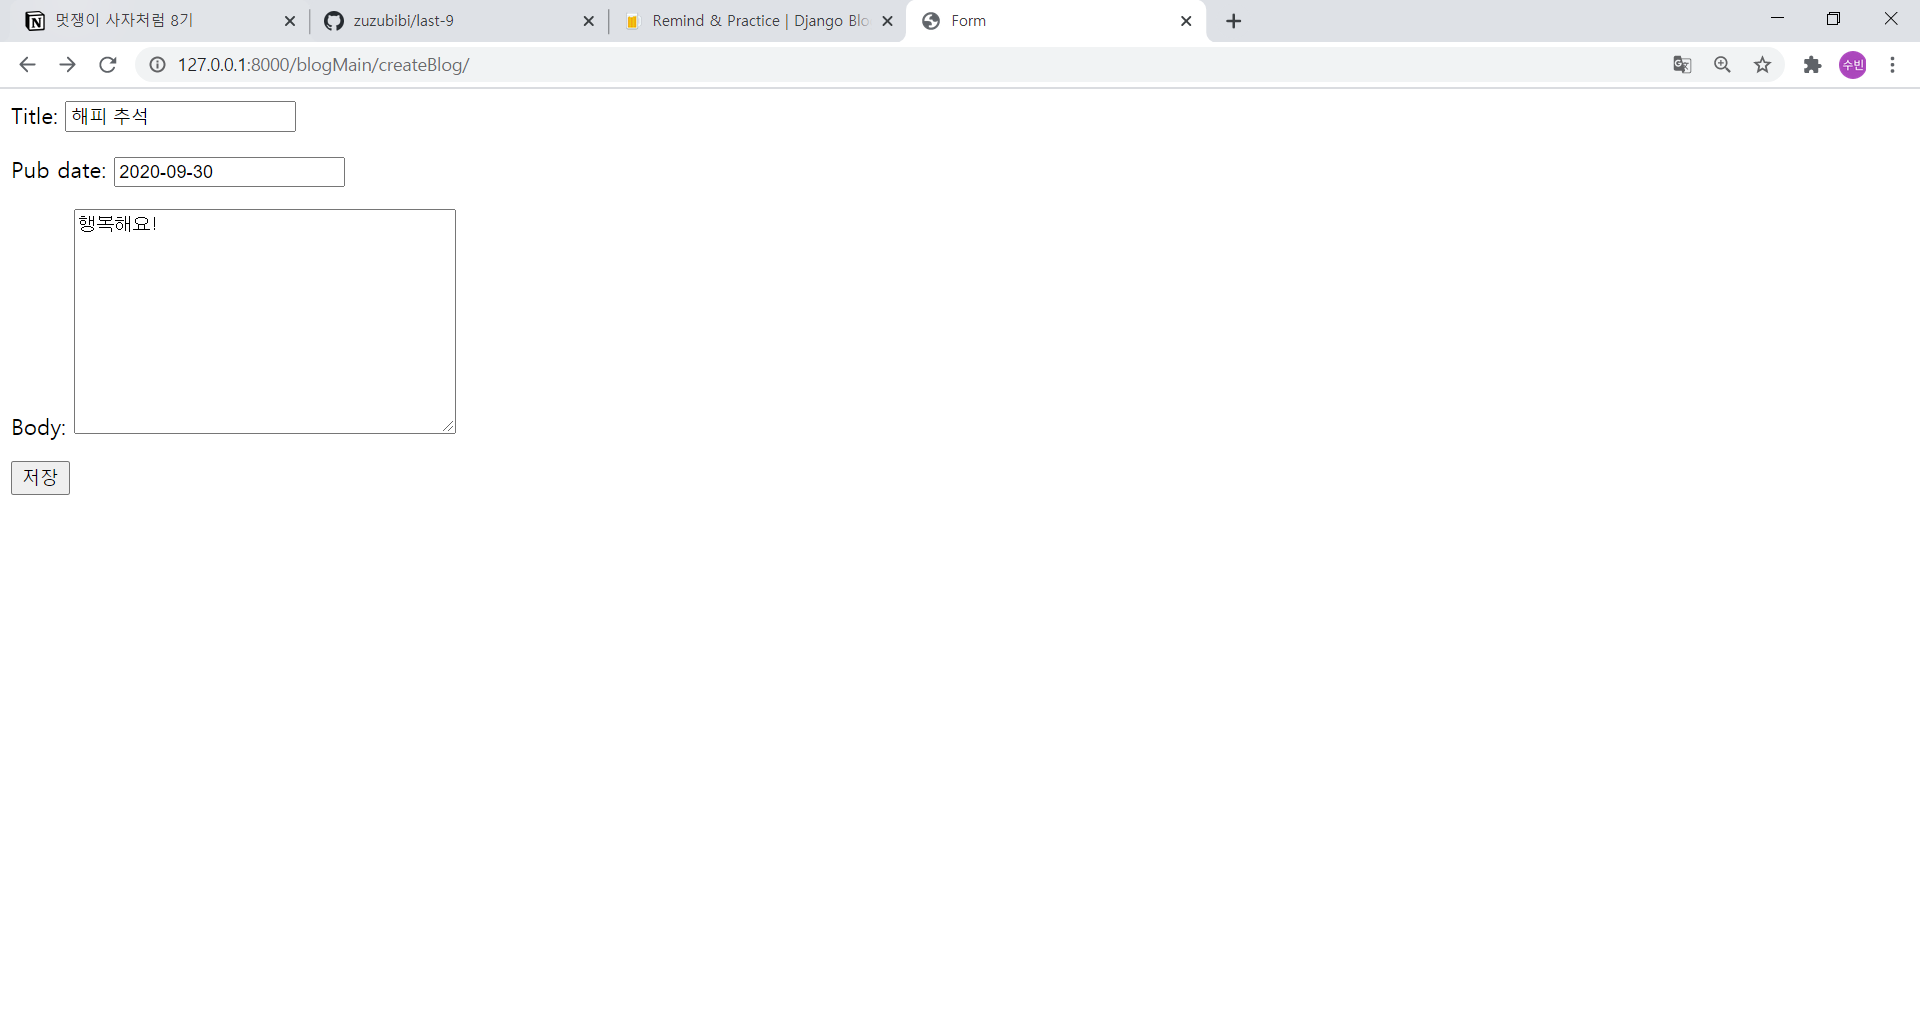 멋쟁이 사자처럼 8기
zuzubibi/last-9
Remind & Practice | Django Blo
Form
127.0.0.1:8000/blogMain/createBlog/
수빈
Title: 해피 추석
Pub date: 2020-09-30
행복해요!
Body:
저장